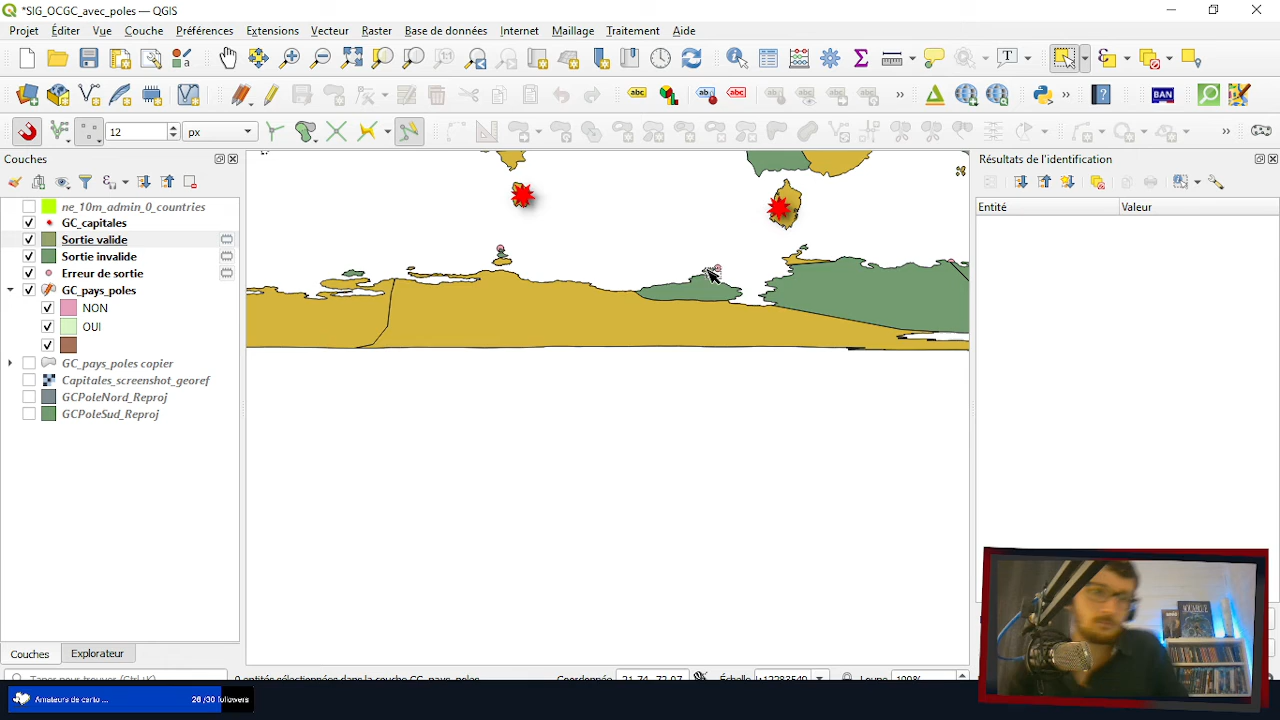 *SIG_OCGC_avec_poles — QGIS
Projet Éditer Vue Couche Préférences Extensions Vecteur Raster Base de données Internet Maillage Traitement Aide
12 px
BAN
Couches
Résultats de l'identification
ne_10m_admin_0_countries
GC_capitales
Sortie valide
Sortie invalide
Erreur de sortie
GC_pays_poles
NON
OUI
GC_pays_poles copier
Capitales_screenshot_georef
GCPoleNord_Reproj
GCPoleSud_Reproj
Entité Valeur
Couches Explorateur
Amateurs de carto ... 26 /30 followers